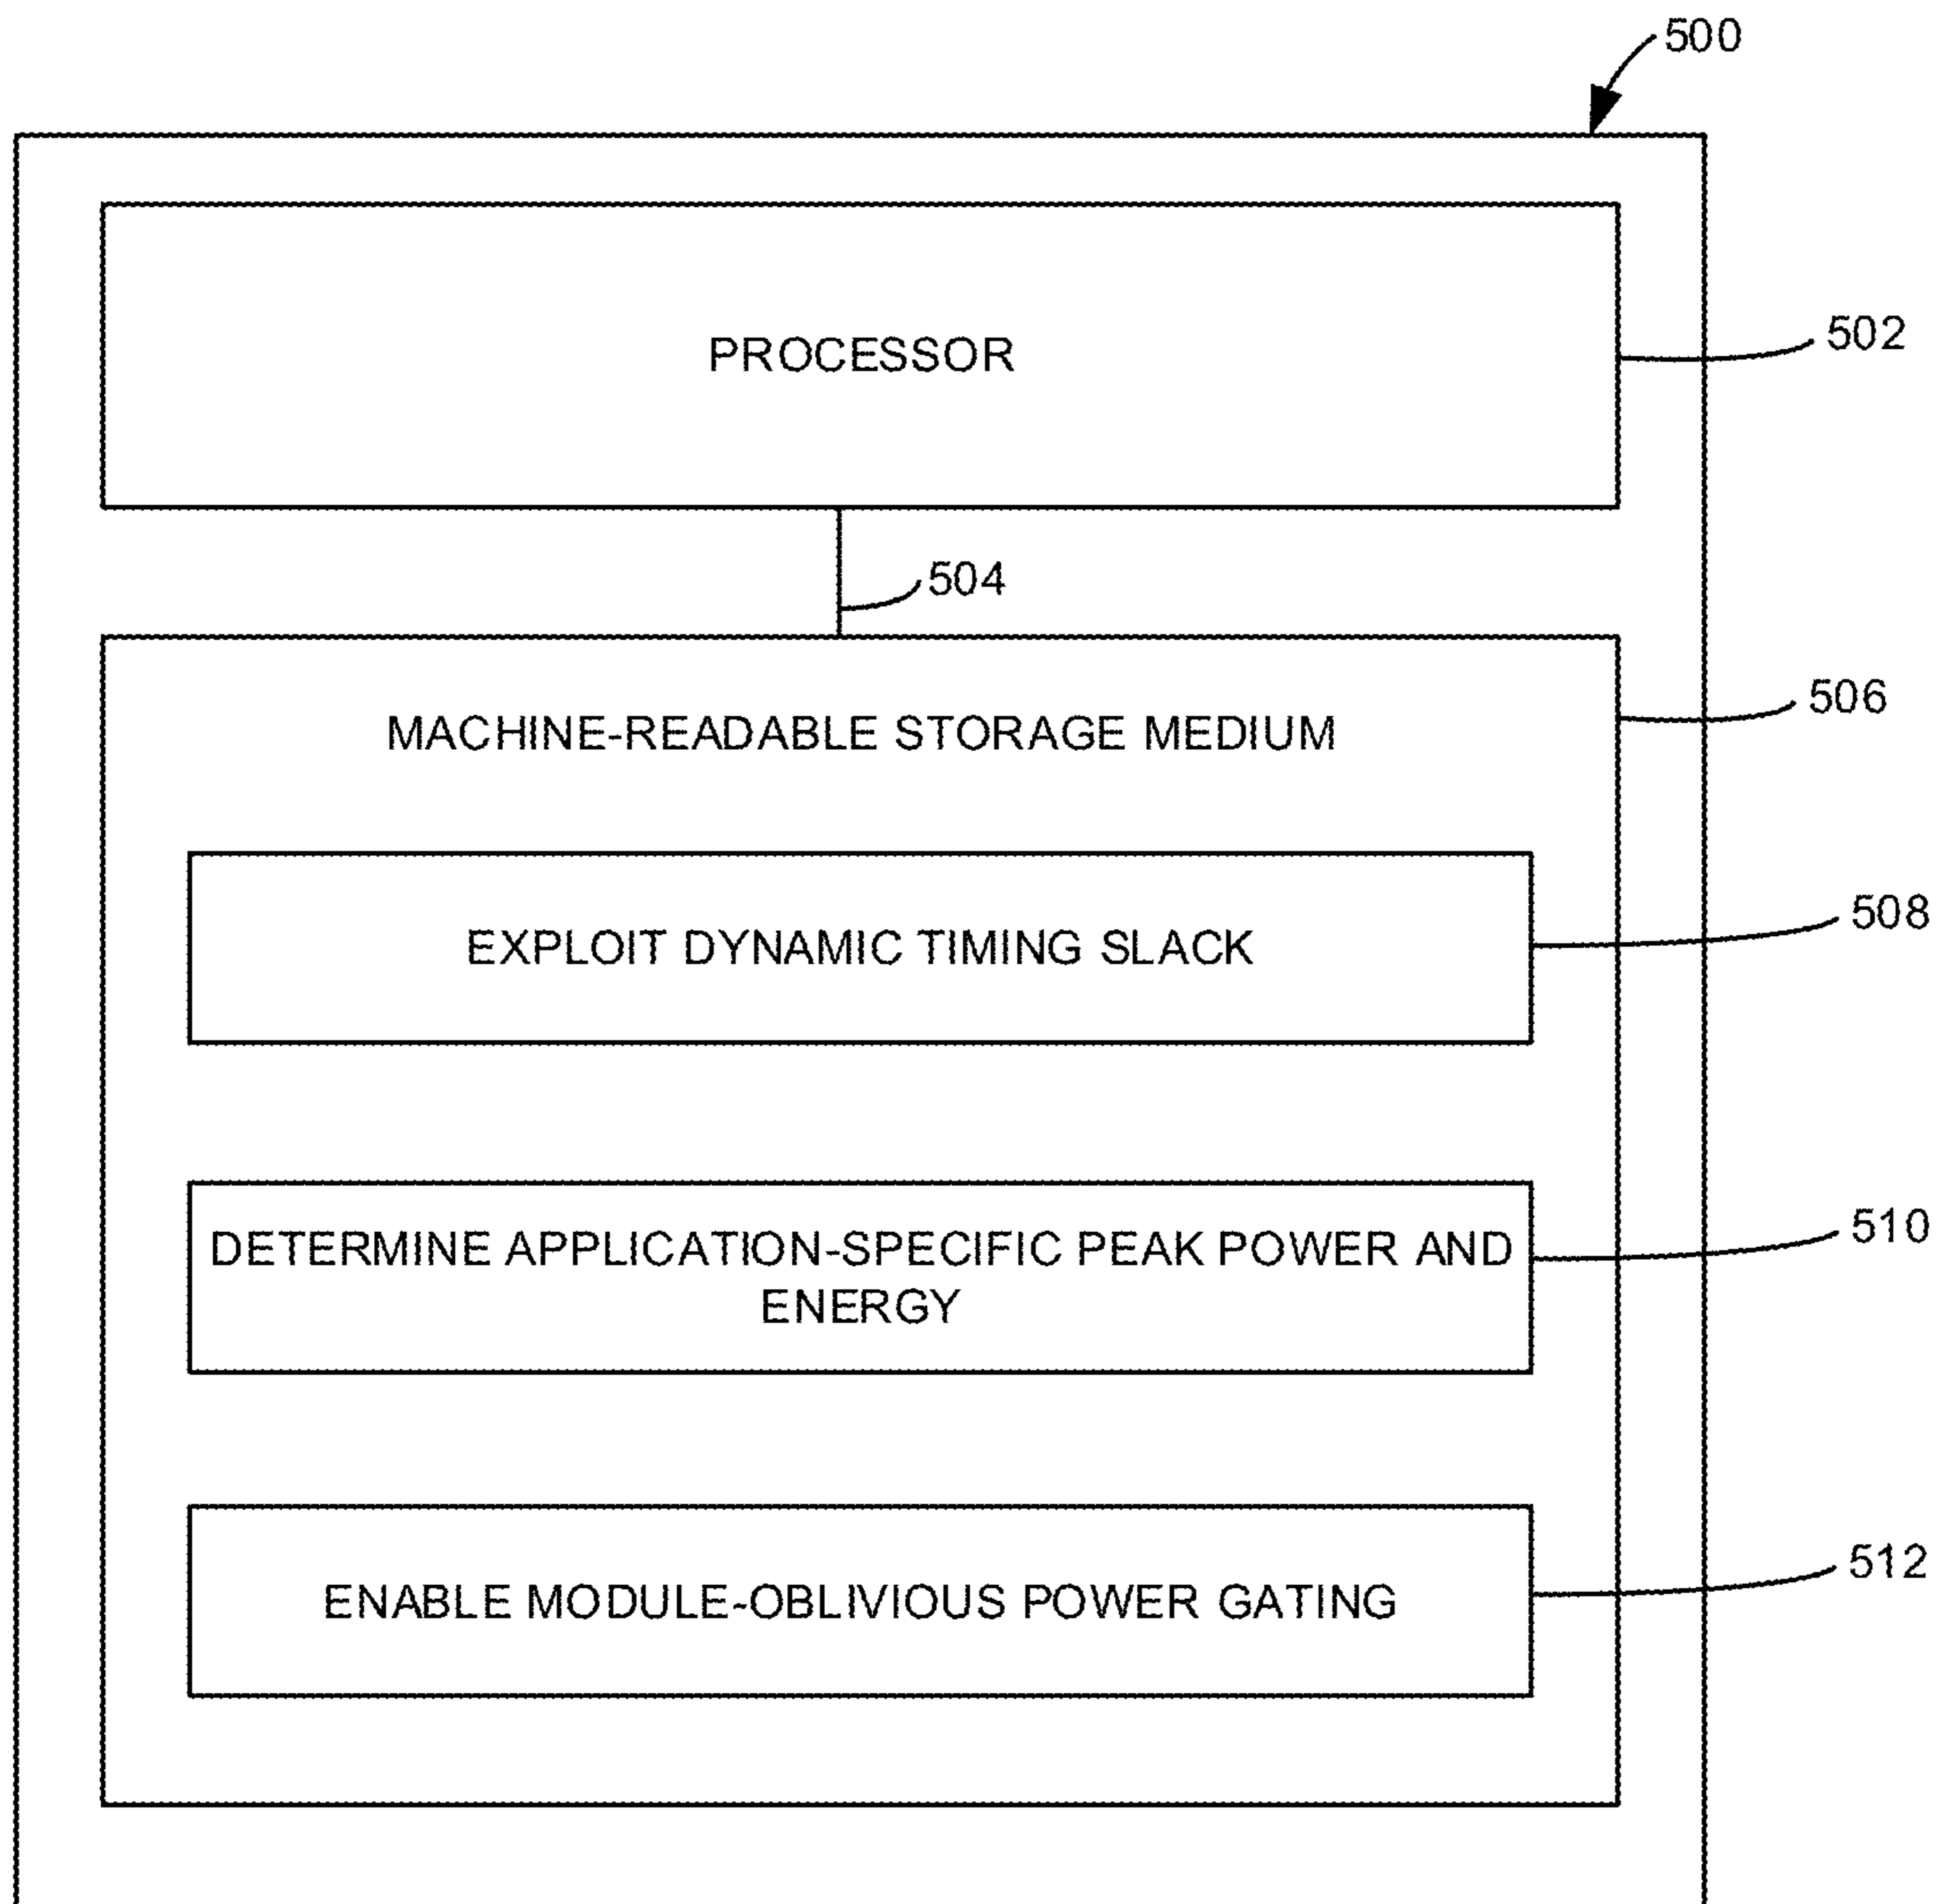 500
PROCESSOR
502
504
MACHINE-READABLE STORAGE MEDIUM
506
EXPLOIT DYNAMIC TIMING SLACK
508
DETERMINE APPLICATION-SPECIFIC PEAK POWER AND
ENERGY
510
ENABLE MODULE-OBLIVIOUS POWER GATING
512